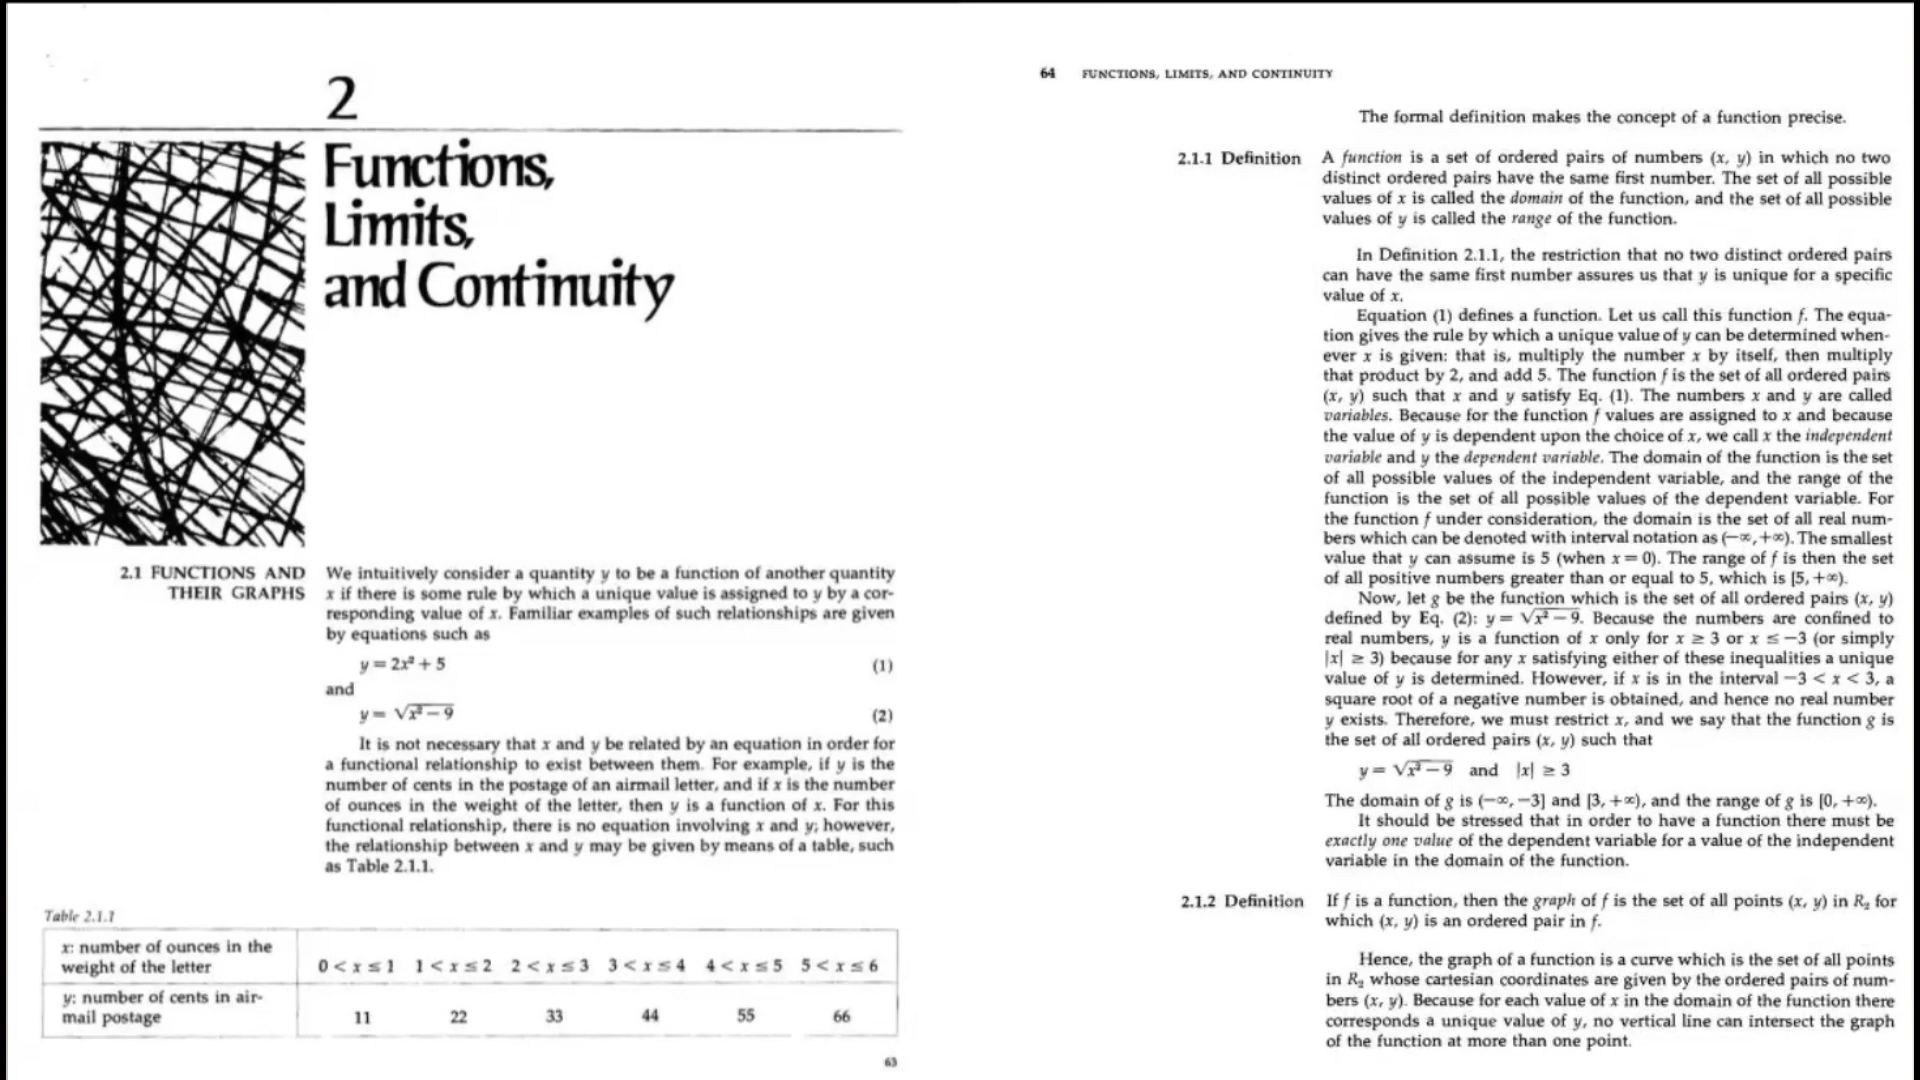 2
Functions,
Limits,
and Continuity
2.1 FUNCTIONS AND
THEIR GRAPHS
We intuitively consider a quantity y to be a function of another quantity
x if there is some rule by which a unique value is assigned to y by a cor-
responding value of x. Familiar examples of such relationships are given
by equations such as
y = 2x² + 5 (1)
and
y = √x² − 9 (2)
It is not necessary that x and y be related by an equation in order for
a functional relationship to exist between them. For example, if y is the
number of cents in the postage of an airmail letter, and if x is the number
of ounces in the weight of the letter, then y is a function of x. For this
functional relationship, there is no equation involving x and y; however,
the relationship between x and y may be given by means of a table, such
as Table 2.1.1.
Table 2.1.1
x: number of ounces in the
weight of the letter
0 < x ≤ 1 1 < x ≤ 2 2 < x ≤ 3 3 < x ≤ 4 4 < x ≤ 5 5 < x ≤ 6
y: number of cents in air-
mail postage
11 22 33 44 55 66
63
64 FUNCTIONS, LIMITS, AND CONTINUITY
The formal definition makes the concept of a function precise.
2.1.1 Definition A function is a set of ordered pairs of numbers (x, y) in which no two
distinct ordered pairs have the same first number. The set of all possible
values of x is called the domain of the function, and the set of all possible
values of y is called the range of the function.
In Definition 2.1.1, the restriction that no two distinct ordered pairs
can have the same first number assures us that y is unique for a specific
value of x.
Equation (1) defines a function. Let us call this function f. The equa-
tion gives the rule by which a unique value of y can be determined when-
ever x is given: that is, multiply the number x by itself, then multiply
that product by 2, and add 5. The function f is the set of all ordered pairs
(x, y) such that x and y satisfy Eq. (1). The numbers x and y are called
variables. Because for the function f values are assigned to x and because
the value of y is dependent upon the choice of x, we call x the independent
variable and y the dependent variable. The domain of the function is the set
of all possible values of the independent variable, and the range of the
function is the set of all possible values of the dependent variable. For
the function f under consideration, the domain is the set of all real num-
bers which can be denoted with interval notation as (−∞, +∞). The smallest
value that y can assume is 5 (when x = 0). The range of f is then the set
of all positive numbers greater than or equal to 5, which is [5, +∞).
Now, let g be the function which is the set of all ordered pairs (x, y)
defined by Eq. (2): y = √x² − 9. Because the numbers are confined to
real numbers, y is a function of x only for x ≥ 3 or x ≤ −3 (or simply
|x| ≥ 3) because for any x satisfying either of these inequalities a unique
value of y is determined. However, if x is in the interval −3 < x < 3, a
square root of a negative number is obtained, and hence no real number
y exists. Therefore, we must restrict x, and we say that the function g is
the set of all ordered pairs (x, y) such that
y = √x² − 9 and |x| ≥ 3
The domain of g is (−∞, −3] and [3, +∞), and the range of g is [0, +∞).
It should be stressed that in order to have a function there must be
exactly one value of the dependent variable for a value of the independent
variable in the domain of the function.
2.1.2 Definition If f is a function, then the graph of f is the set of all points (x, y) in R₂ for
which (x, y) is an ordered pair in f.
Hence, the graph of a function is a curve which is the set of all points
in R₂ whose cartesian coordinates are given by the ordered pairs of num-
bers (x, y). Because for each value of x in the domain of the function there
corresponds a unique value of y, no vertical line can intersect the graph
of the function at more than one point.